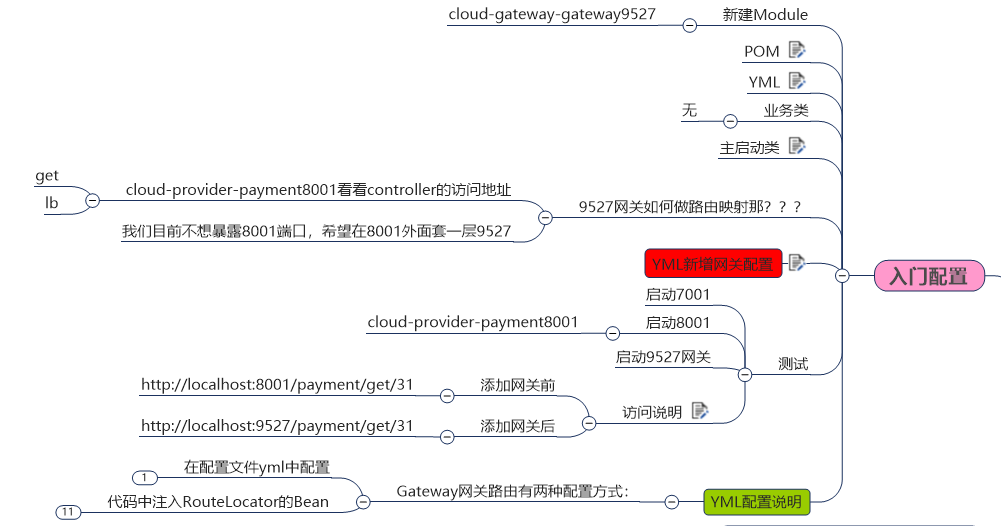 入门配置
新建Module
cloud-gateway-gateway9527
POM
YML
业务类
无
主启动类
9527网关如何做路由映射那？？？
cloud-provider-payment8001看看controller的访问地址
get
lb
我们目前不想暴露8001端口，希望在8001外面套一层9527
YML新增网关配置
测试
启动7001
启动8001
cloud-provider-payment8001
启动9527网关
访问说明
添加网关前
http://localhost:8001/payment/get/31
添加网关后
http://localhost:9527/payment/get/31
YML配置说明
Gateway网关路由有两种配置方式：
在配置文件yml中配置
1
代码中注入RouteLocator的Bean
11